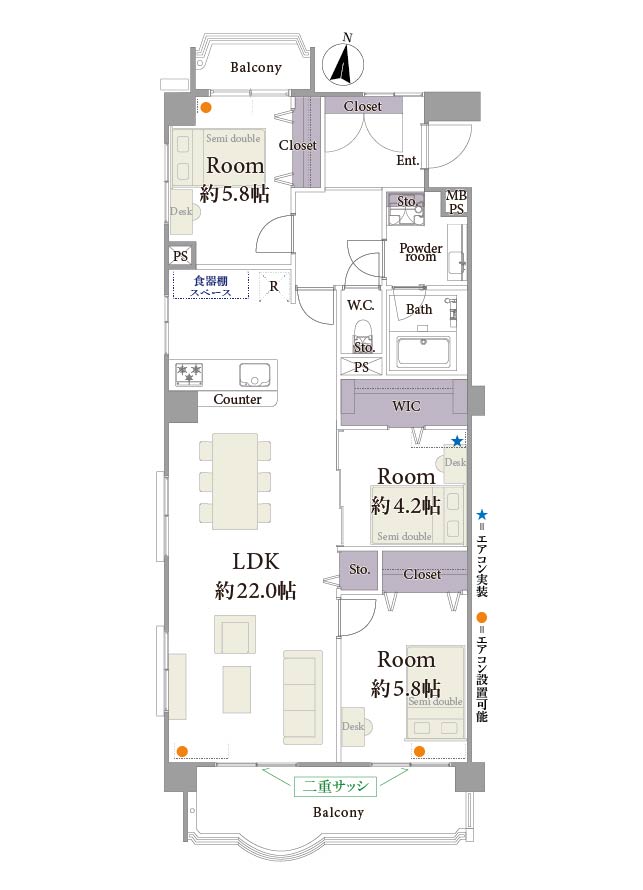 N
Balcony
Closet
Semi double
Closet
Room
約5.8帖
Ent.
Desk
Sto.
MB
PS
PS
Powder
room
食器棚
スペース
R
W.C.
Bath
Sto.
PS
Counter
WIC
★
Desk
Room
約4.2帖
Semi double
LDK
約22.0帖
Sto.
Closet
★=エアコン実装
●=エアコン設置可能
Room
約5.8帖
Semi double
Desk
二重サッシ
Balcony